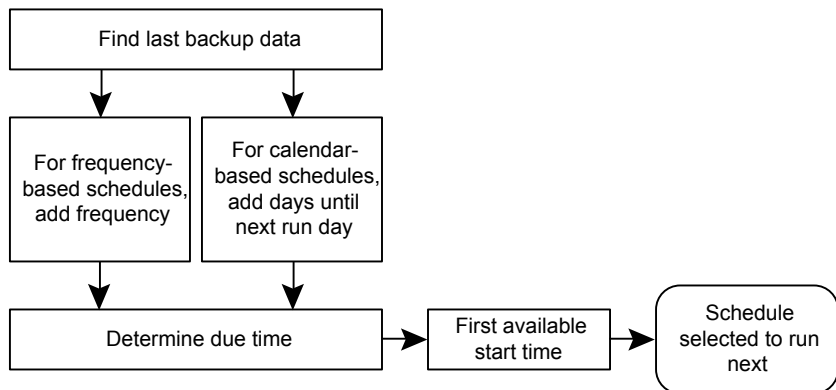 Find last backup data
For frequency-
based schedules,
add frequency
For calendar-
based schedules,
add days until
next run day
Determine due time
First available
start time
Schedule
selected to run
next